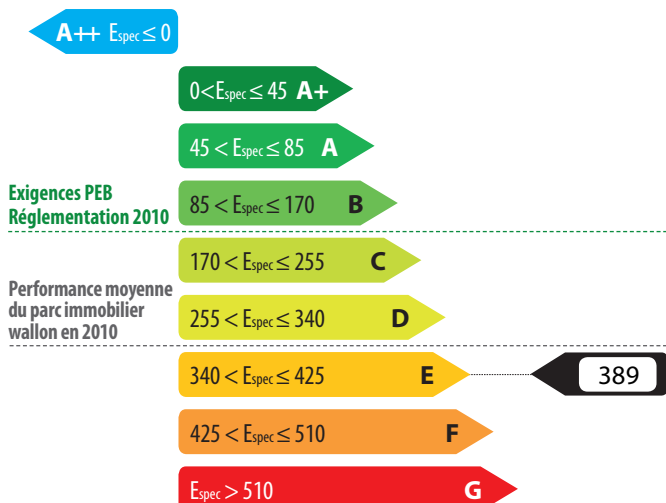 A++ Espec ≤ 0
0<Espec ≤ 45 A+
45 < Espec ≤ 85 A
Exigences PEB
Réglementation 2010
85 < Espec ≤ 170 B
170 < Espec ≤ 255 C
Performance moyenne
du parc immobilier
wallon en 2010
255 < Espec ≤ 340 D
340 < Espec ≤ 425 E 389
425 < Espec ≤ 510 F
Espec > 510 G